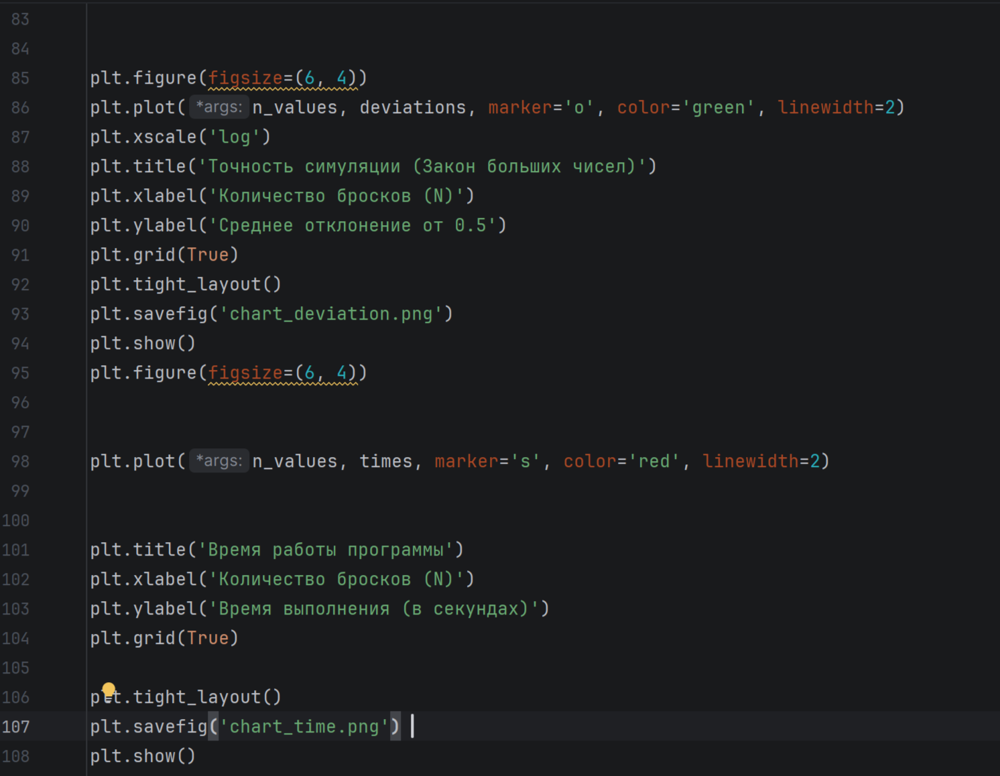 83
84
85 plt.figure(figsize=(6, 4))
86 plt.plot( *args: n_values, deviations, marker='o', color='green', linewidth=2)
87 plt.xscale('log')
88 plt.title('Точность симуляции (Закон больших чисел)')
89 plt.xlabel('Количество бросков (N)')
90 plt.ylabel('Среднее отклонение от 0.5')
91 plt.grid(True)
92 plt.tight_layout()
93 plt.savefig('chart_deviation.png')
94 plt.show()
95 plt.figure(figsize=(6, 4))
96
97
98 plt.plot( *args: n_values, times, marker='s', color='red', linewidth=2)
99
100
101 plt.title('Время работы программы')
102 plt.xlabel('Количество бросков (N)')
103 plt.ylabel('Время выполнения (в секундах)')
104 plt.grid(True)
105
106 plt.tight_layout()
107 plt.savefig('chart_time.png')
108 plt.show()